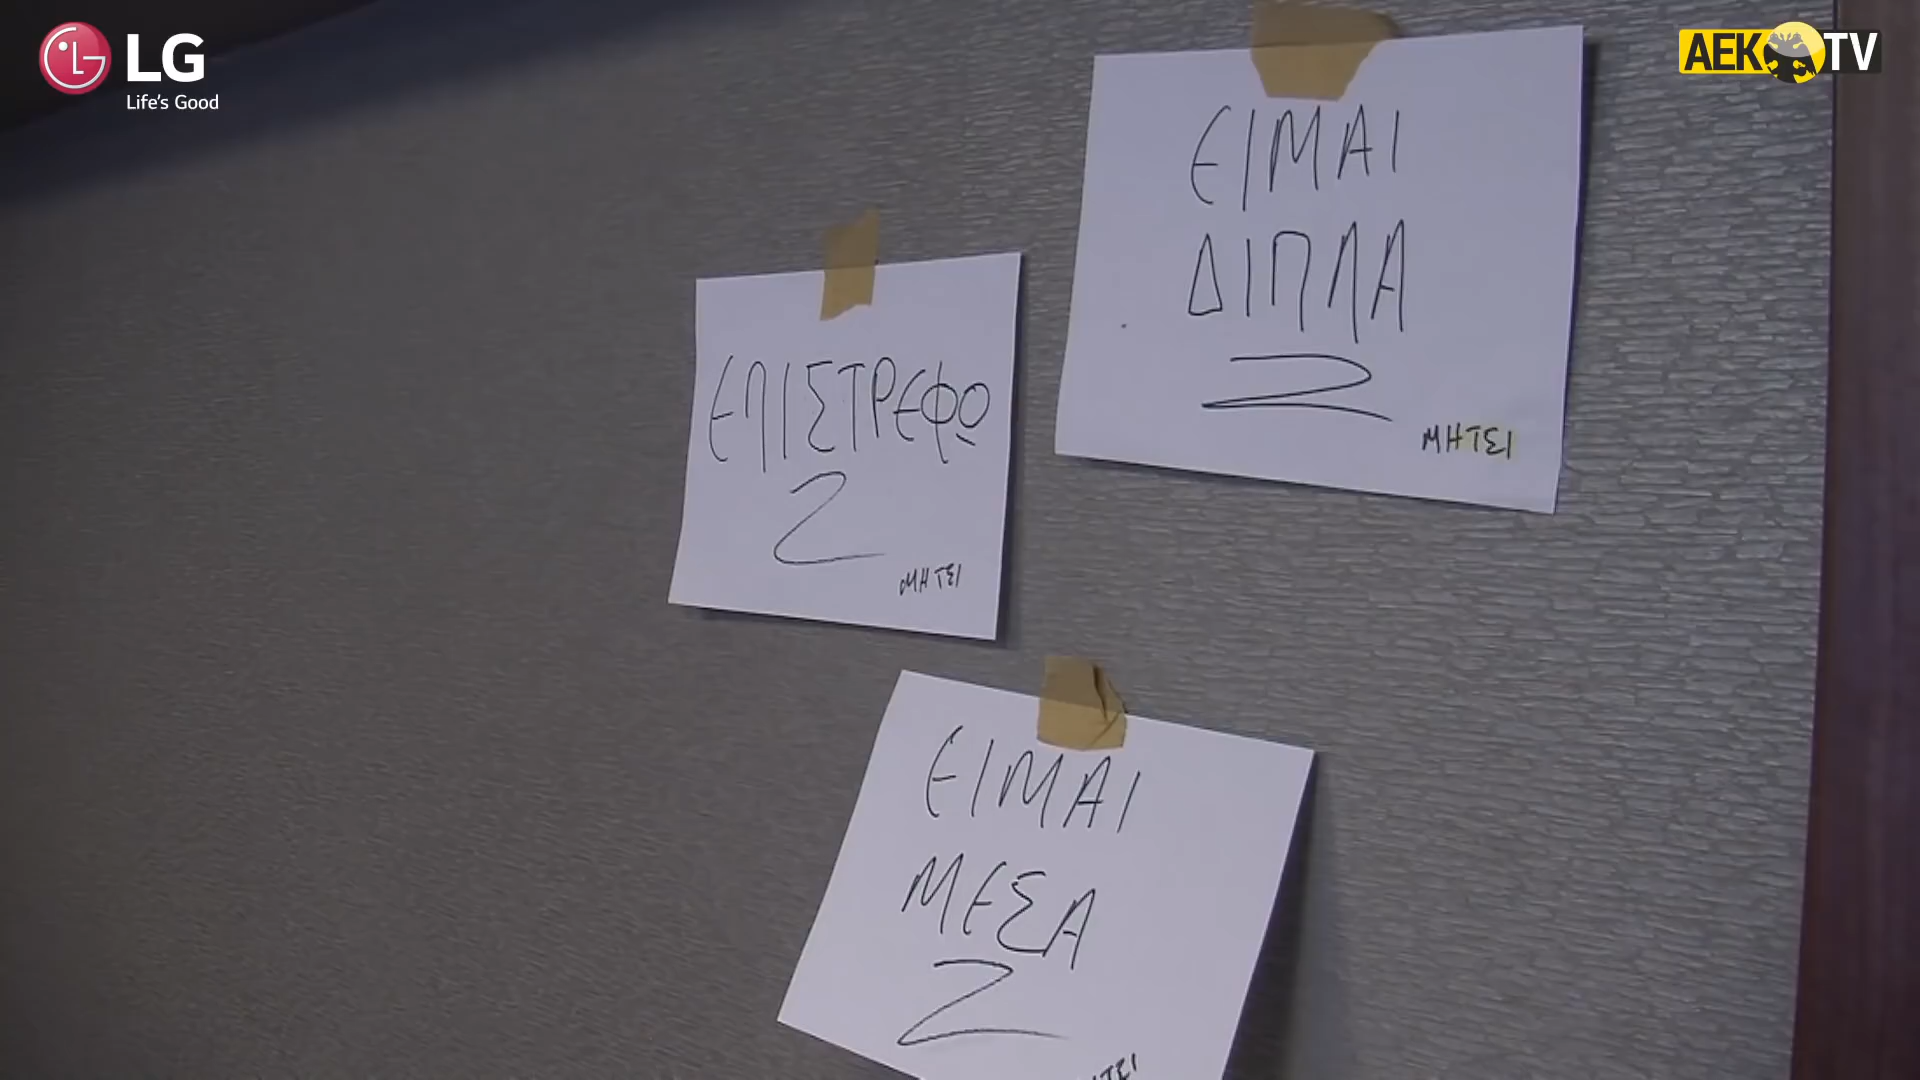 LG
Life's Good
AEK TV
ΕΙΜΑΙ
ΔΙΠΛΑ
ΜΗΤΣΙ
ΕΠΙΣΤΡΕΦΩ
ΜΗΤΣΙ
ΕΙΜΑΙ
ΜΕΣΑ